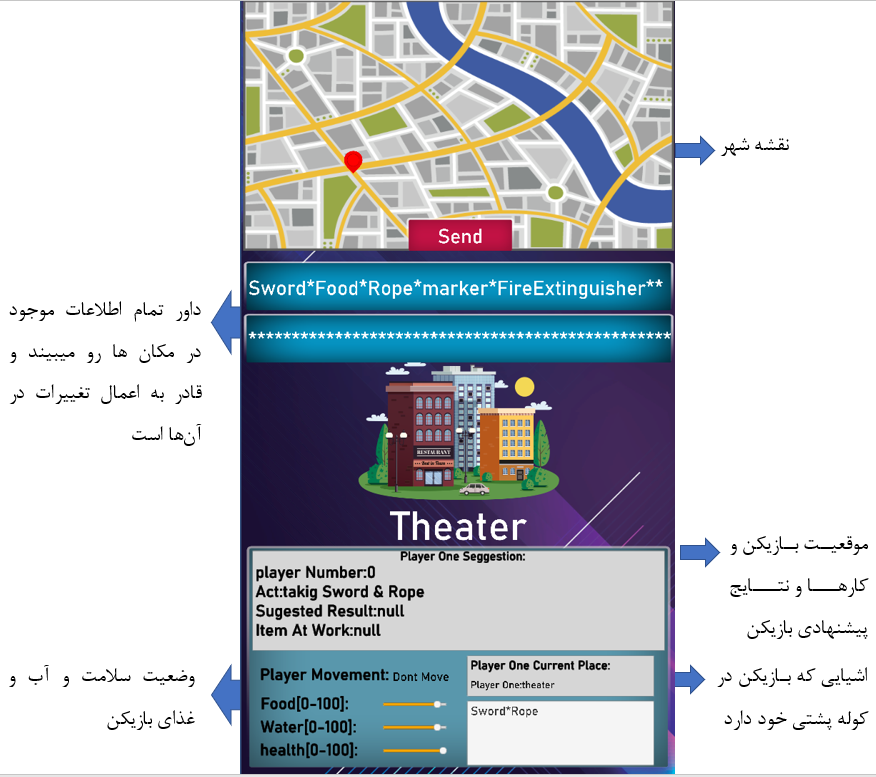 نقشه شهر
Send
Sword*Food*Rope*marker*FireExtinguisher**
************************************************
داور تمام اطلاعات موجود
در مکان ها رو میبیند و
قادر به اعمال تغییرات در
آن‌ها است
RESTAURANT
Theater
موقعیت بازیکن و
کارها و نتایج
پیشنهادی بازیکن
Player One Seggestion:
player Number:0
Act:takig Sword & Rope
Sugested Result:null
Item At Work:null
اشیایی که بازیکن در
کوله پشتی خود دارد
وضعیت سلامت و آب و
غذای بازیکن
Player Movement: Dont Move
Food[0-100]:
Water[0-100]:
health[0-100]:
Player One Current Place:
Player One:theater
Sword*Rope